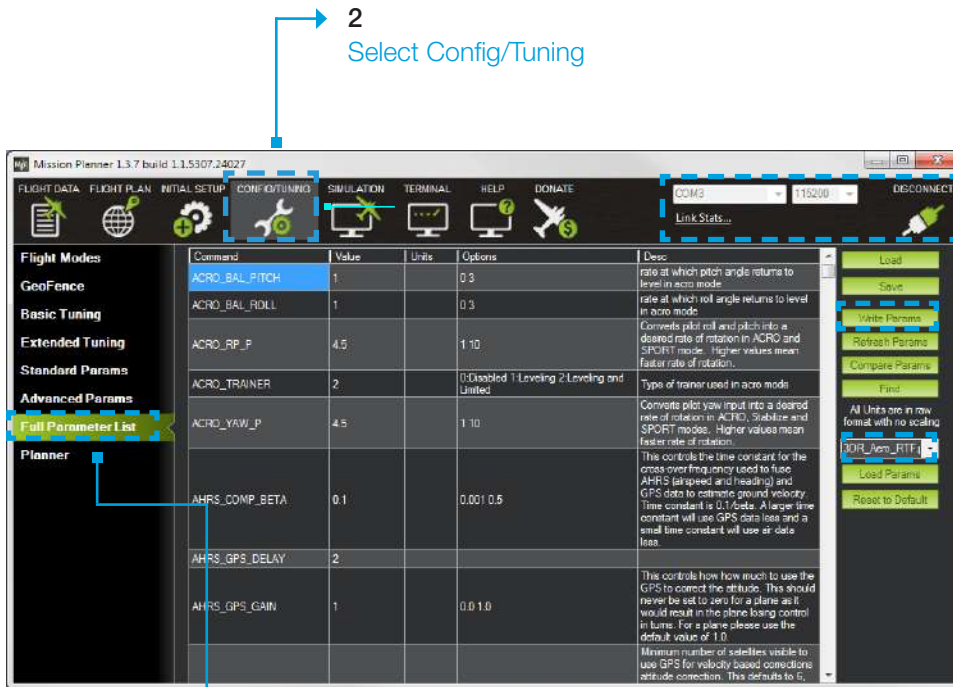 2
Select Config/Tuning
Mission Planner 1.3.7 build 1.1.5307.24027
FLIGHT DATA FLIGHT PLAN INITIAL SETUP CONFIG/TUNING SIMULATION TERMINAL HELP DONATE
COM3 115200 DISCONNECT
Link Stats...
Flight Modes
GeoFence
Basic Tuning
Extended Tuning
Standard Params
Advanced Params
Full Parameter List
Planner
Command Value Units Options Desc
ACRO_BAL_PITCH 1 0 3 rate at which pitch angle returns to
level in acro mode
ACRO_BAL_ROLL 1 0 3 rate at which roll angle returns to level
in acro mode
ACRO_RP_P 4.5 1 10 Converts pilot roll and pitch into a
desired rate of rotation in ACRO and
SPORT mode. Higher values mean
faster rate of rotation.
ACRO_TRAINER 2 0:Disabled 1:Leveling 2:Leveling and
Limited
Type of trainer used in acro mode
ACRO_YAW_P 4.5 1 10 Converts pilot yaw input into a desired
rate of rotation in ACRO, Stabilize and
SPORT modes. Higher values mean
faster rate of rotation.
AHRS_COMP_BETA 0.1 0.001 0.5 This controls the time constant for the
cross-over frequency used to fuse
AHRS (airspeed and heading) and
GPS data to estimate ground velocity.
Time constant is 0.1/beta. A larger time
constant will use GPS data less and a
small time constant will use air data
less.
AHRS_GPS_DELAY 2
AHRS_GPS_GAIN 1 0.0 1.0 This controls how how much to use the
GPS to correct the attitude. This should
never be set to zero for a plane as it
would result in the plane losing control
in turns. For a plane please use the
default value of 1.0.
Minimum number of satellites visible to
use GPS for velocity based corrections
attitude correction. This defaults to 6,
Load
Save
Write Params
Refresh Params
Compare Params
Find
All Units are in raw
format with no scaling
3DR_Aero_RTF
Load Params
Reset to Default